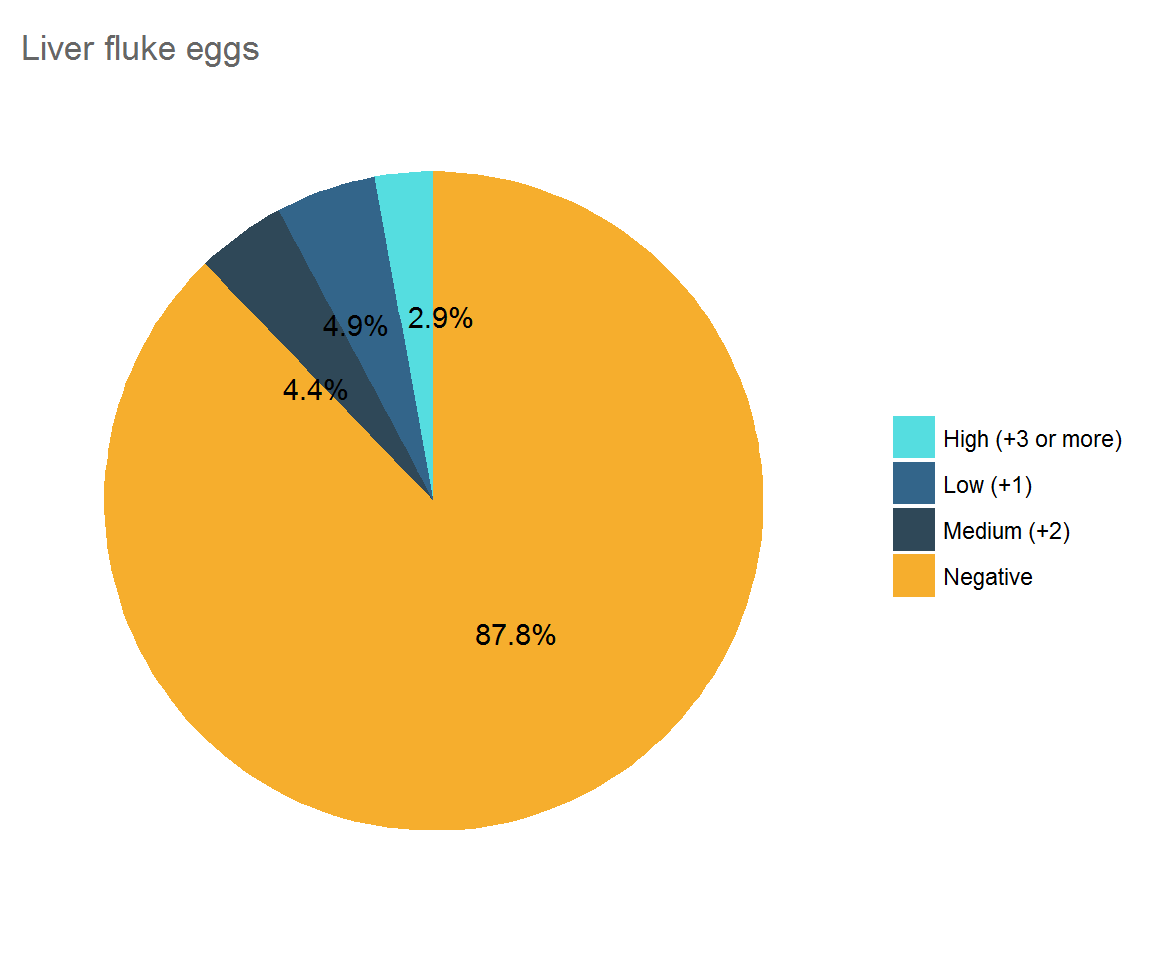 Liver fluke eggs
2.9%
4.9%
4.4%
87.8%
High (+3 or more)
Low (+1)
Medium (+2)
Negative